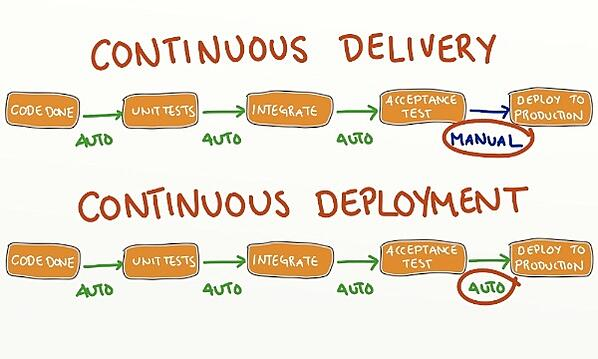 CONTINUOUS DELIVERY
CODE DONE UNIT TESTS INTEGRATE ACCEPTANCE TEST DEPLOY TO PRODUCTION
AUTO AUTO AUTO MANUAL
CONTINUOUS DEPLOYMENT
CODE DONE UNIT TESTS INTEGRATE ACCEPTANCE TEST DEPLOY TO PRODUCTION
AUTO AUTO AUTO AUTO